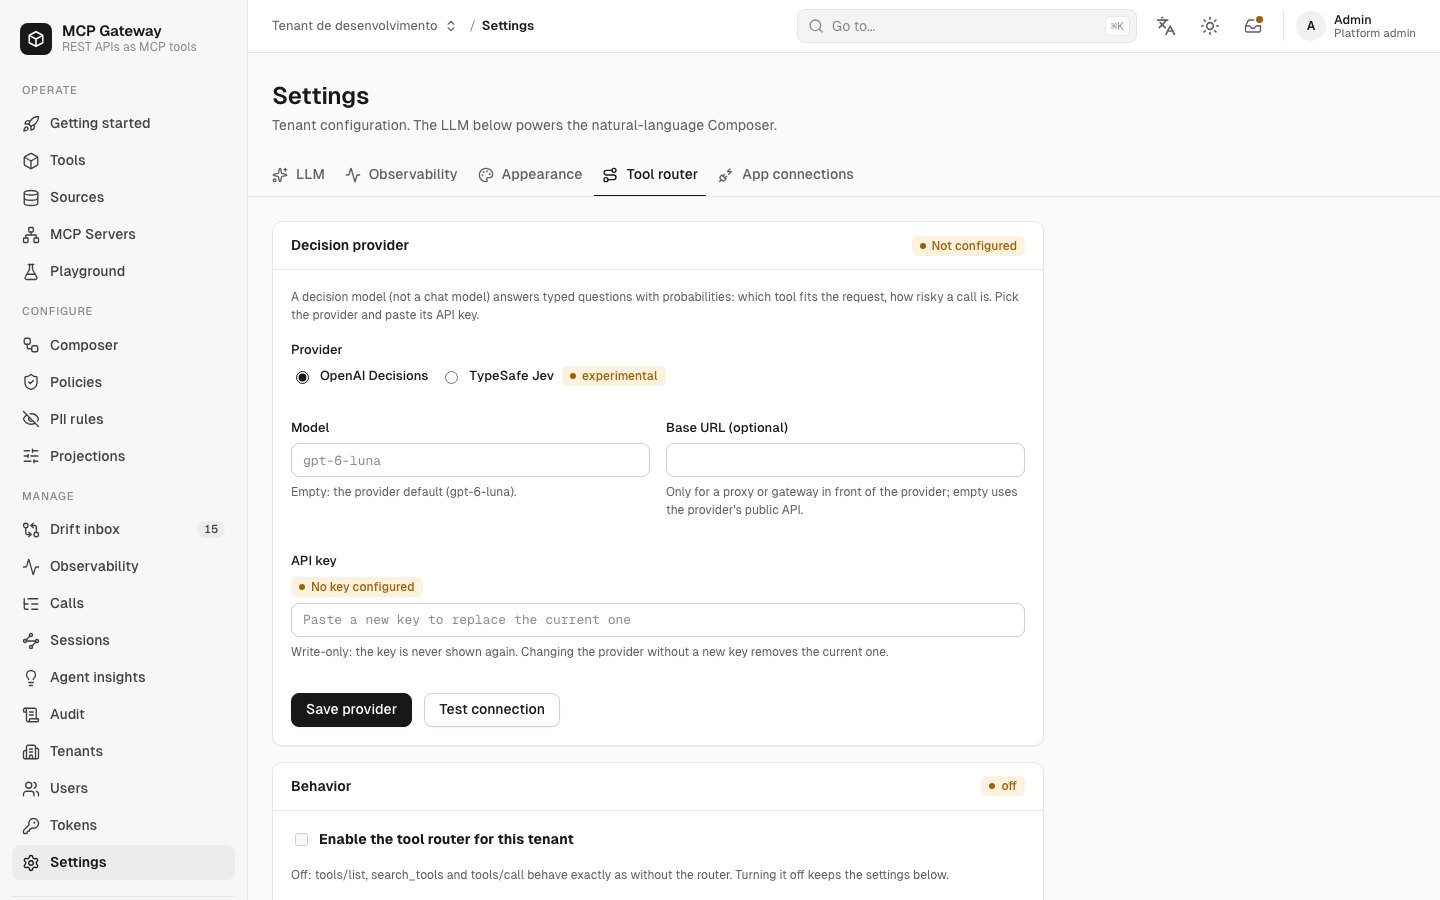 MCP Gateway
REST APIs as MCP tools
OPERATE
Getting started
Tools
Sources
MCP Servers
Playground
CONFIGURE
Composer
Policies
PII rules
Projections
MANAGE
Drift inbox 15
Observability
Calls
Sessions
Agent insights
Audit
Tenants
Users
Tokens
Settings
Tenant de desenvolvimento / Settings
Go to... ⌘K
A
Admin
Platform admin
Settings
Tenant configuration. The LLM below powers the natural-language Composer.
LLM Observability Appearance Tool router App connections
Decision provider Not configured
A decision model (not a chat model) answers typed questions with probabilities: which tool fits the request, how risky a call is. Pick
the provider and paste its API key.
Provider
OpenAI Decisions TypeSafe Jev experimental
Model Base URL (optional)
gpt-6-luna
Empty: the provider default (gpt-6-luna).
Only for a proxy or gateway in front of the provider; empty uses
the provider's public API.
API key
No key configured
Paste a new key to replace the current one
Write-only: the key is never shown again. Changing the provider without a new key removes the current one.
Save provider Test connection
Behavior off
Enable the tool router for this tenant
Off: tools/list, search_tools and tools/call behave exactly as without the router. Turning it off keeps the settings below.